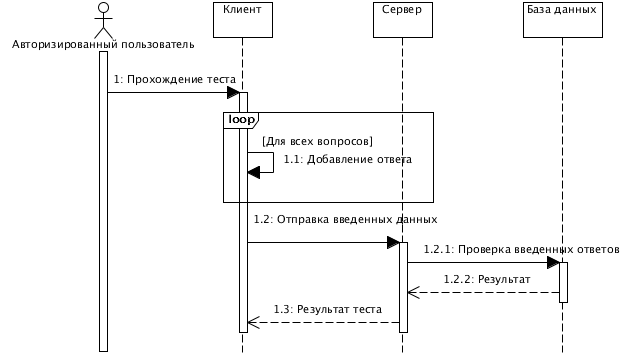 Клиент
Сервер
База данных
Авторизированный пользователь
1: Прохождение теста
loop
[Для всех вопросов]
1.1: Добавление ответа
1.2: Отправка введенных данных
1.2.1: Проверка введенных ответов
1.2.2: Результат
1.3: Результат теста